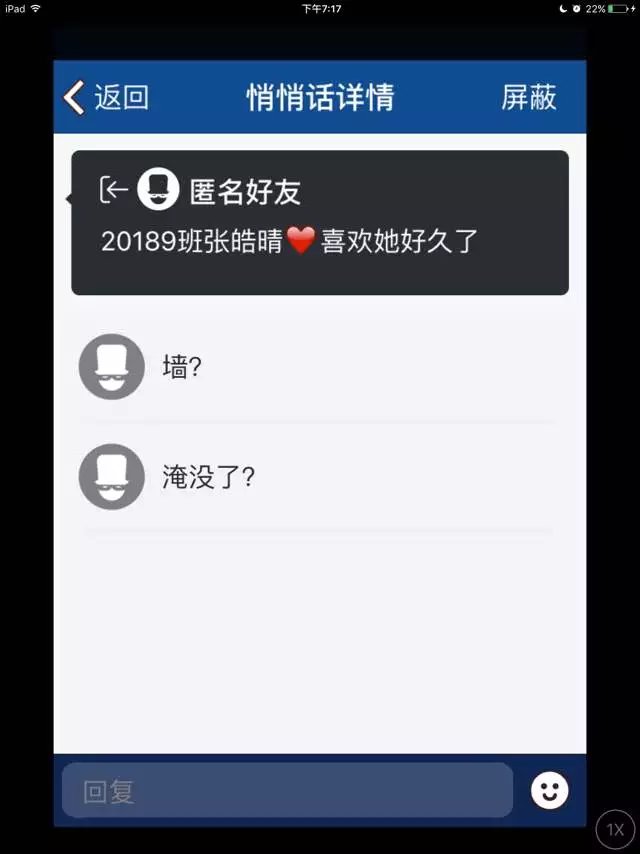 iPad 下午7:17 22%
返回 悄悄话详情 屏蔽
匿名好友
20189班张皓晴❤️喜欢她好久了
墙?
淹没了?
回复
1X